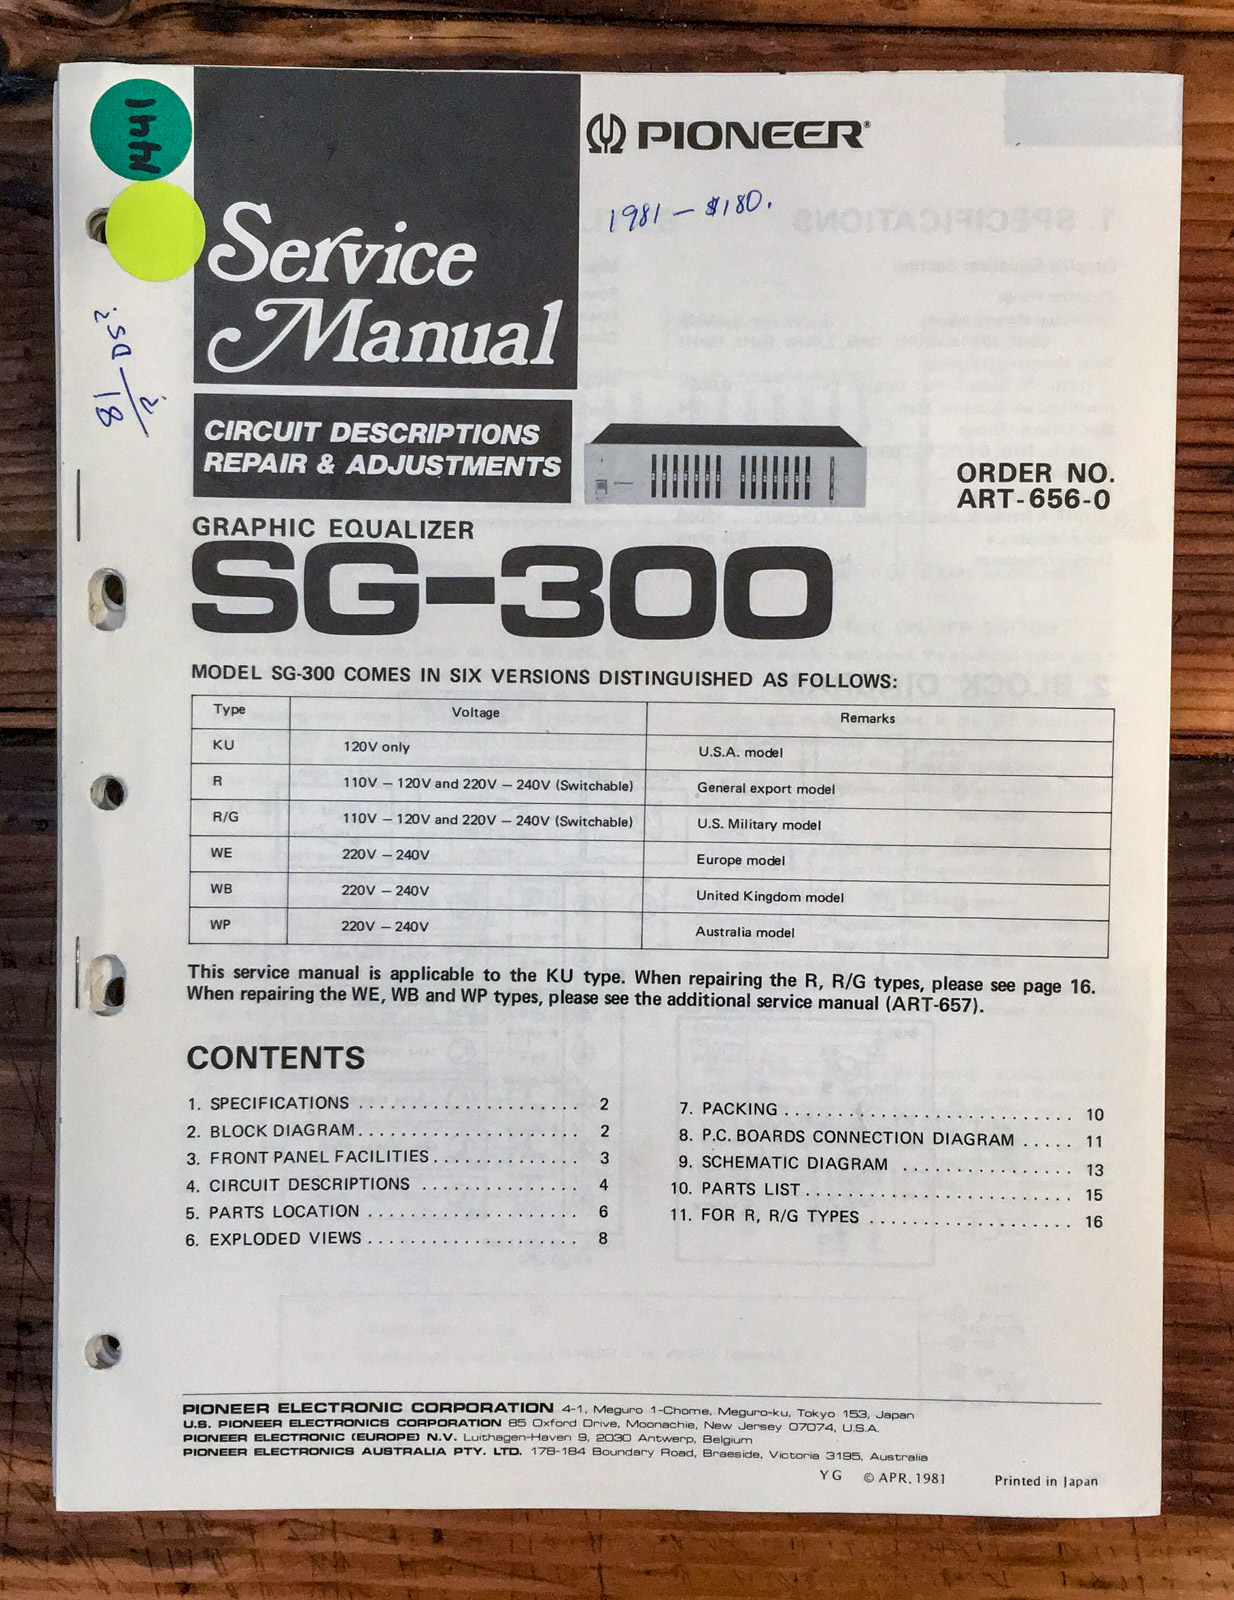 441
PIONEER®
1981 – $180.
Service
Manual
CIRCUIT DESCRIPTIONS
REPAIR & ADJUSTMENTS
ORDER NO.
ART-656-0
GRAPHIC EQUALIZER
SG-300
MODEL SG-300 COMES IN SIX VERSIONS DISTINGUISHED AS FOLLOWS:
Type Voltage Remarks
KU 120V only U.S.A. model
R 110V – 120V and 220V – 240V (Switchable) General export model
R/G 110V – 120V and 220V – 240V (Switchable) U.S. Military model
WE 220V – 240V Europe model
WB 220V – 240V United Kingdom model
WP 220V – 240V Australia model
This service manual is applicable to the KU type. When repairing the R, R/G types, please see page 16.
When repairing the WE, WB and WP types, please see the additional service manual (ART-657).
CONTENTS
1. SPECIFICATIONS ...................... 2
2. BLOCK DIAGRAM...................... 2
3. FRONT PANEL FACILITIES.............. 3
4. CIRCUIT DESCRIPTIONS ............... 4
5. PARTS LOCATION .................... 6
6. EXPLODED VIEWS.................... 8
7. PACKING........................... 10
8. P.C. BOARDS CONNECTION DIAGRAM ..... 11
9. SCHEMATIC DIAGRAM ................ 13
10. PARTS LIST......................... 15
11. FOR R, R/G TYPES ................... 16
PIONEER ELECTRONIC CORPORATION 4-1, Meguro 1-Chome, Meguro-ku, Tokyo 153, Japan
U.S. PIONEER ELECTRONICS CORPORATION 85 Oxford Drive, Moonachie, New Jersey 07074, U.S.A.
PIONEER ELECTRONIC (EUROPE) N.V. Luithagen-Haven 9, 2030 Antwerp, Belgium
PIONEER ELECTRONICS AUSTRALIA PTY. LTD. 178-184 Boundary Road, Braeside, Victoria 3195, Australia
YG © APR. 1981 Printed in Japan